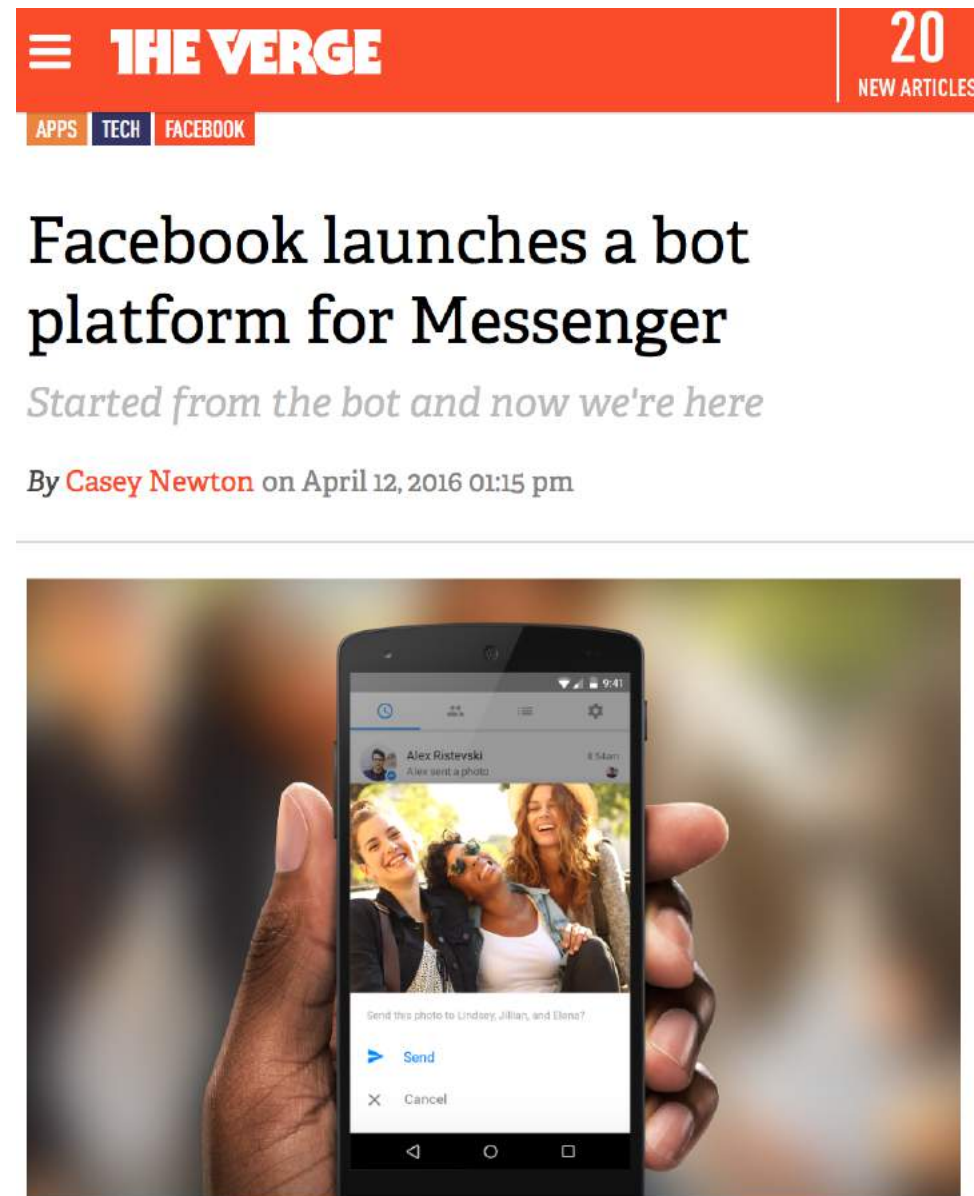 THE VERGE
20
NEW ARTICLES
APPS TECH FACEBOOK
Facebook launches a bot
platform for Messenger
Started from the bot and now we're here
By Casey Newton on April 12, 2016 01:15 pm
9:41
Alex Ristevski
8:54am
Alex sent a photo
Send this photo to Lindsey, Jillian, and Elena?
Send
Cancel